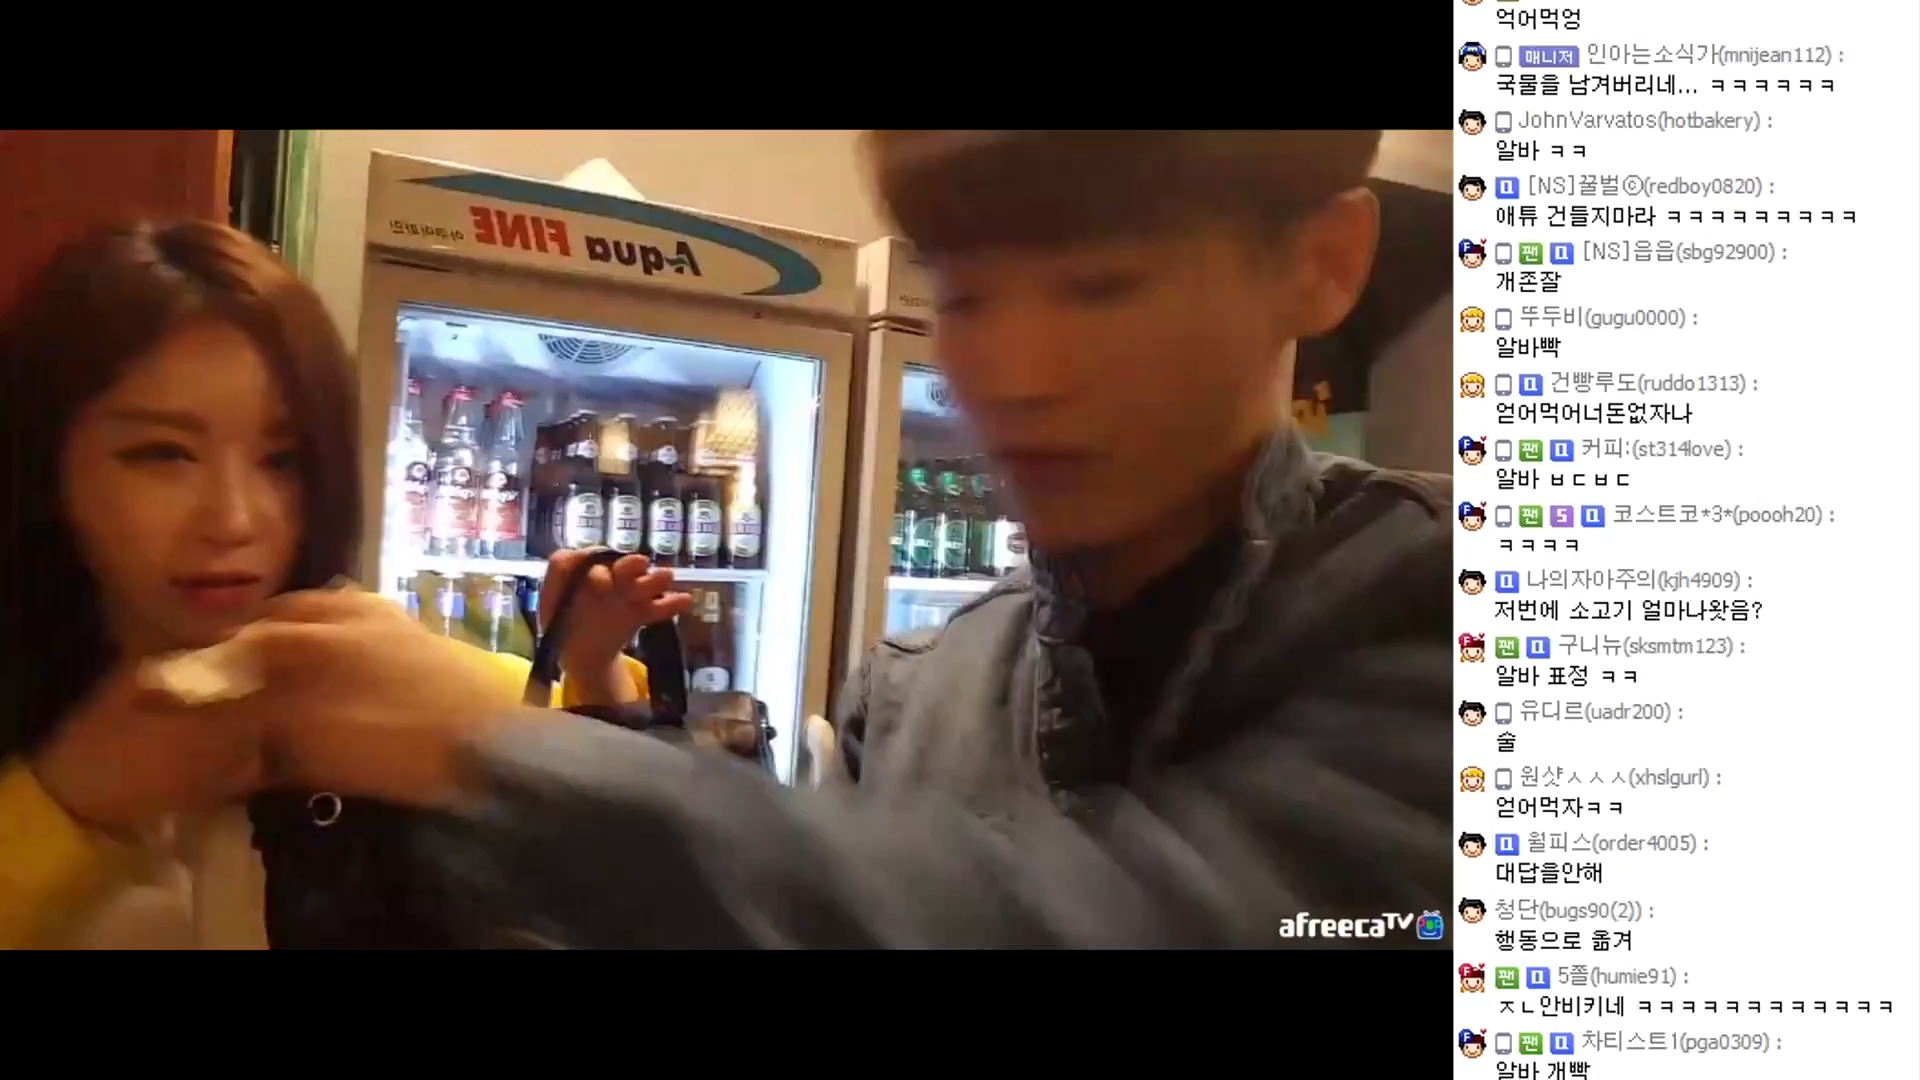 Aqua FINE 아쿠아파인
afreecaTV
먹어먹엉
매니저 인아는소식가(mnijean112) :
국물을 남겨버리네... ㅋㅋㅋㅋㅋㅋ
JohnVarvatos(hotbakery) :
알바 ㅋㅋ
[NS]꿀벌ⓒ(redboy0820) :
애튜 건들지마라 ㅋㅋㅋㅋㅋㅋㅋㅋㅋ
팬 [NS]읍읍(sbg92900) :
개존잘
뚜두비(gugu0000) :
알바빡
건빵루도(ruddo1313) :
얻어먹어너돈없자나
팬 커피:(st314love) :
알바 ㅂㄷㅂㄷ
팬 S 코스트코*3*(poooh20) :
ㅋㅋㅋㅋ
나의자아주의(kjh4909) :
저번에 소고기 얼마나왓음?
팬 구니뉴(sksmtm123) :
알바 표정 ㅋㅋ
유디르(uadr200) :
술
원샷ㅅㅅㅅ(xhslgurl) :
얻어먹자ㅋㅋ
월피스(order4005) :
대답을안해
청단(bugs90(2)) :
행동으로 옮겨
팬 5쫄(humie91) :
ㅈㄴ안비키네 ㅋㅋㅋㅋㅋㅋㅋㅋㅋㅋㅋㅋ
팬 차티스트1(pga0309) :
알바 개빡